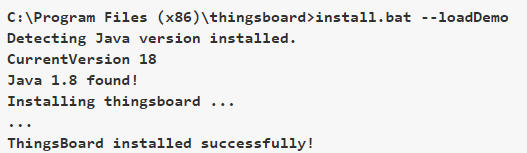 C:\Program Files (x86)\thingsboard>install.bat --loadDemo
Detecting Java version installed.
CurrentVersion 18
Java 1.8 found!
Installing thingsboard ...
...
ThingsBoard installed successfully!